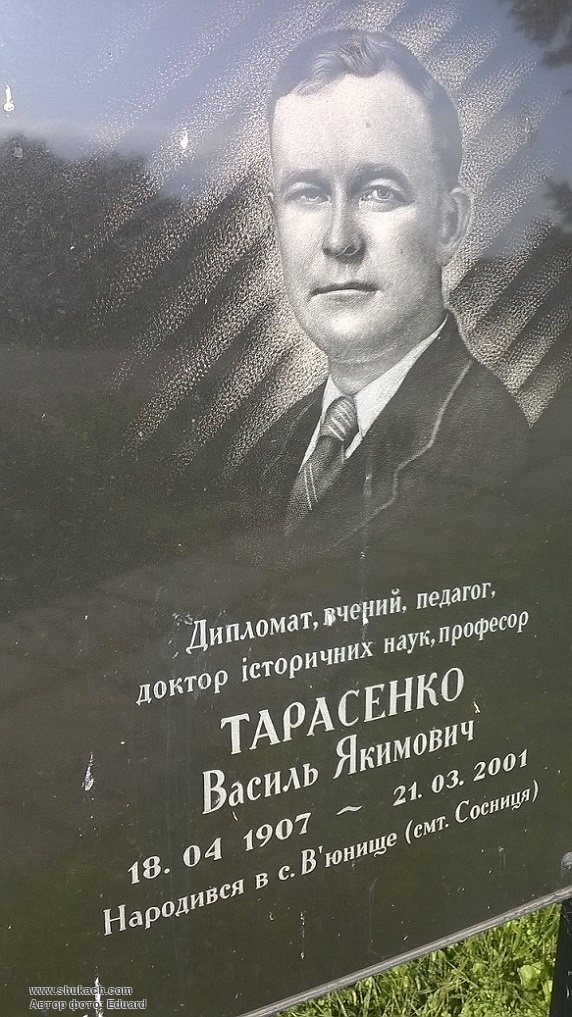 Дипломат, вчений, педагог,
доктор історичних наук, професор
ТАРАСЕНКО
Василь Якимович
18. 04 1907 ~ 21. 03. 2001
Народився в с. В'юнище (смт. Сосниця)
www.shukach.com
Автор фото: Eduard